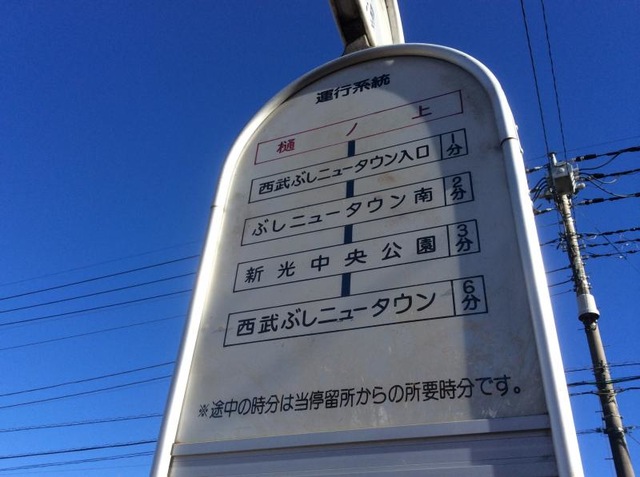 運行系統
樋ノ上
西武ぶしニュータウン入口 1分
ぶしニュータウン南 2分
新光中央公園 3分
西武ぶしニュータウン 6分
※途中の時分は当停留所からの所要時分です。